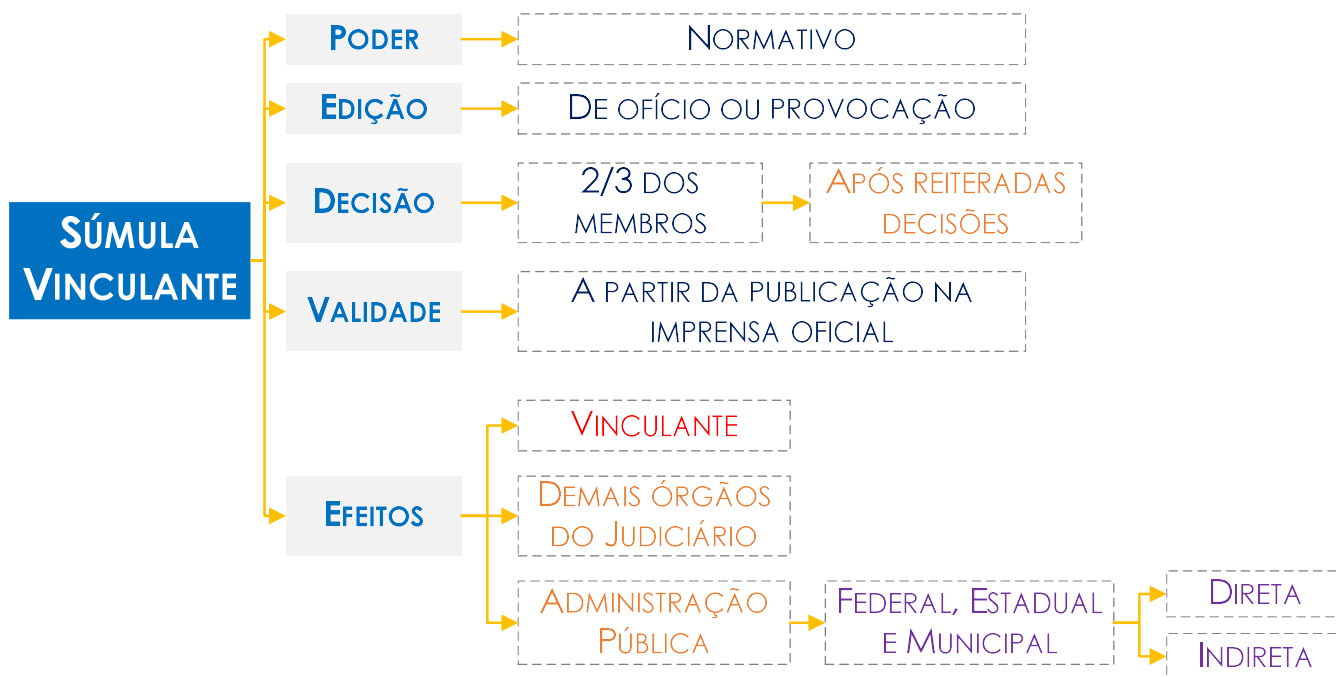 SÚMULA
VINCULANTE
PODER
NORMATIVO
EDIÇÃO
DE OFÍCIO OU PROVOCAÇÃO
DECISÃO
2/3 DOS
MEMBROS
APÓS REITERADAS
DECISÕES
VALIDADE
A PARTIR DA PUBLICAÇÃO NA
IMPRENSA OFICIAL
EFEITOS
VINCULANTE
DEMAIS ÓRGÃOS
DO JUDICIÁRIO
ADMINISTRAÇÃO
PÚBLICA
FEDERAL, ESTADUAL
E MUNICIPAL
DIRETA
INDIRETA